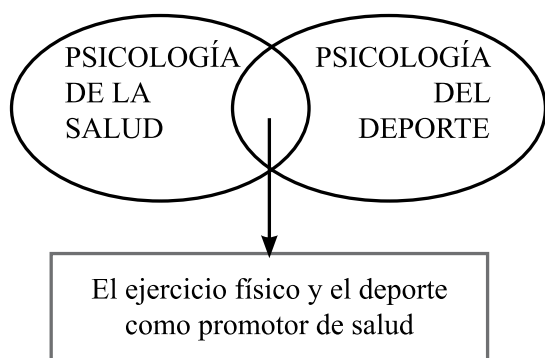 PSICOLOGÍA
DE LA
SALUD
PSICOLOGÍA
DEL
DEPORTE
El ejercicio físico y el deporte
como promotor de salud